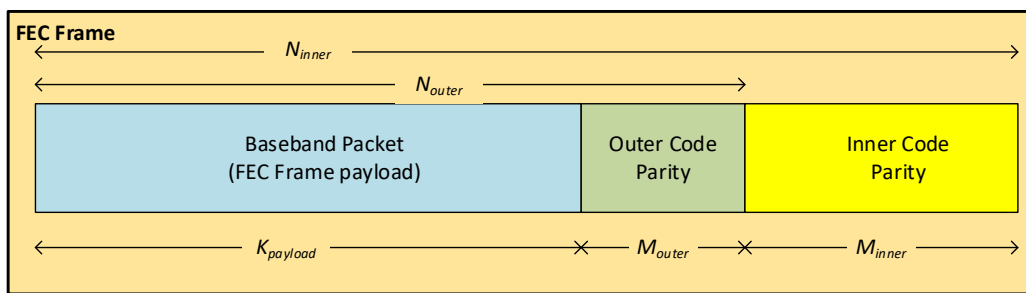 FEC Frame
N_inner
N_outer
Baseband Packet
(FEC Frame payload)
Outer Code
Parity
Inner Code
Parity
K_payload
M_outer
M_inner